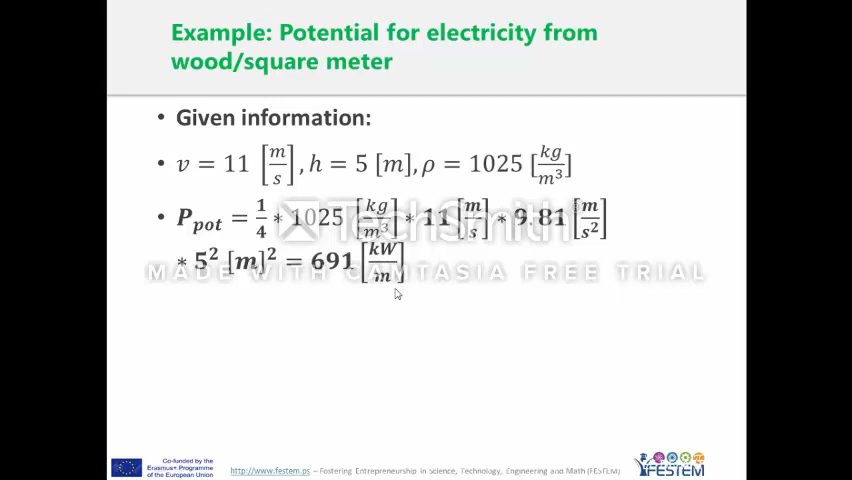 Example: Potential for electricity from
wood/square meter
• Given information:
• v = 11 [m/s], h = 5 [m], ρ = 1025 [kg/m³]
• P_pot = 1/4 * 1025 [kg/m³] * 11 [m/s] * 9.81 [m/s²]
* 5² [m]² = 691 [kW/m]
TechSmith
MADE WITH CAMTASIA FREE TRIAL
Co-funded by the
Erasmus+ Programme
of the European Union
http://www.festem.ps – Fostering Entrepreneurship in Science, Technology, Engineering and Math (FESTEM)
FESTEM